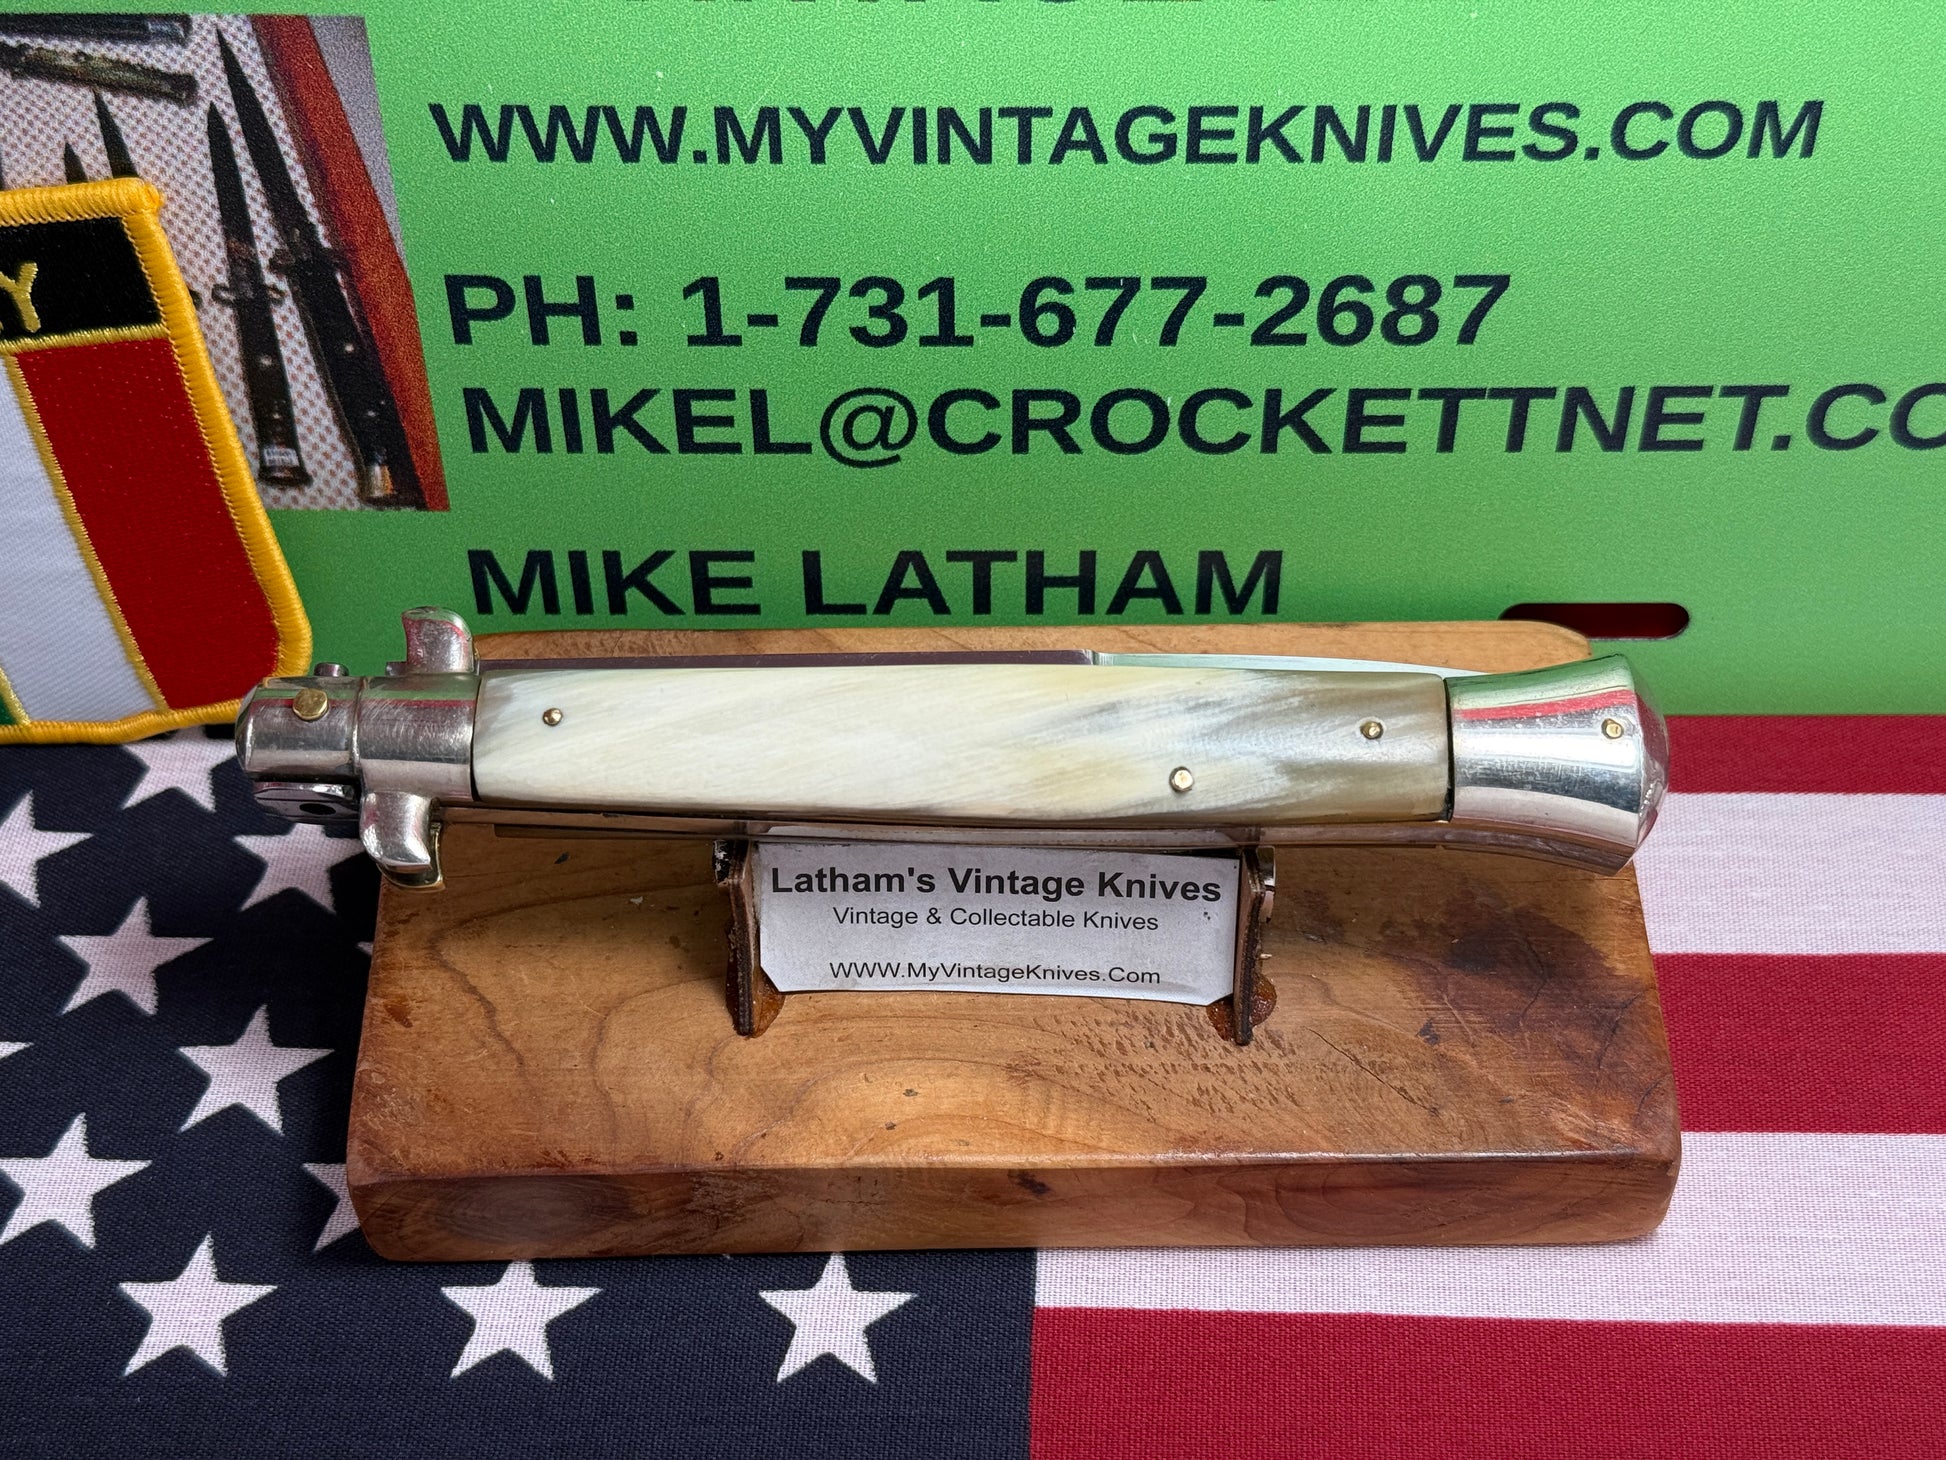 WWW.MYVINTAGEKNIVES.COM
PH: 1-731-677-2687
MIKEL@CROCKETTNET.CO
MIKE LATHAM
Latham's Vintage Knives
Vintage & Collectable Knives
WWW.MyVintageKnives.Com